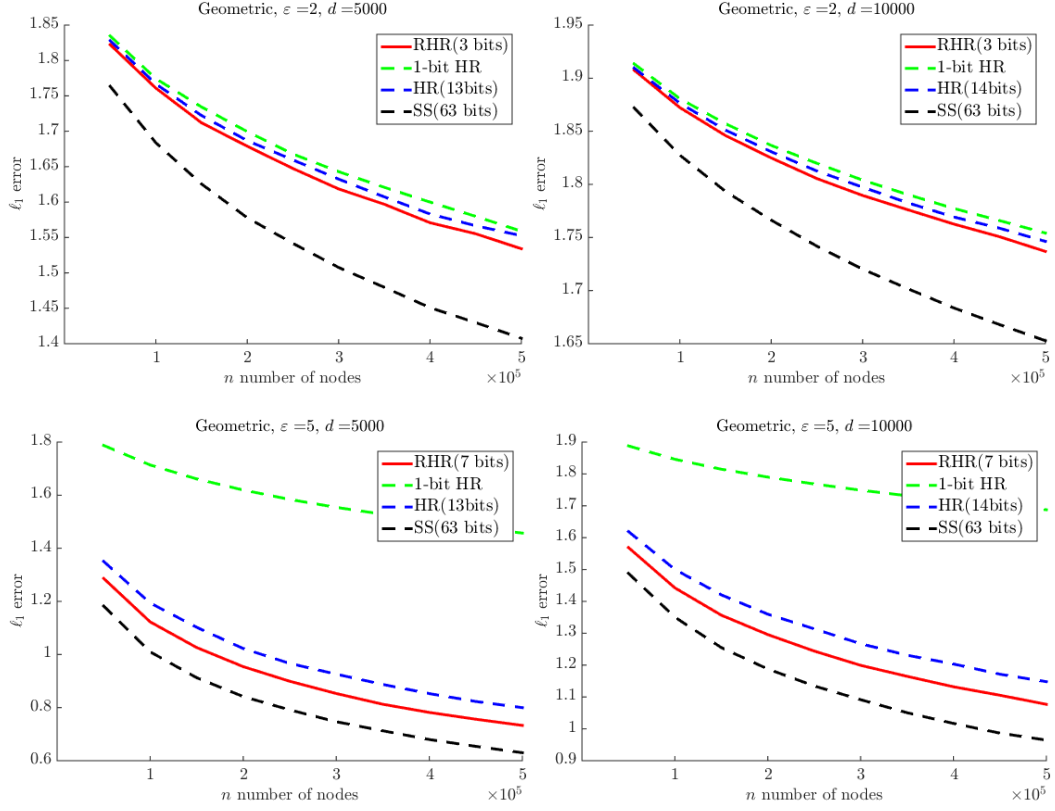 Geometric, ε =2, d =5000
1.85
1.8
1.75
1.7
1.65
1.6
1.55
1.5
1.45
1.4
ℓ1 error
RHR(3 bits)
1-bit HR
HR(13bits)
SS(63 bits)
1 2 3 4 5
n number of nodes
×10^5
Geometric, ε =2, d =10000
1.95
1.9
1.85
1.8
1.75
1.7
1.65
ℓ1 error
RHR(3 bits)
1-bit HR
HR(14bits)
SS(63 bits)
1 2 3 4 5
n number of nodes
×10^5
Geometric, ε =5, d =5000
1.8
1.6
1.4
1.2
1
0.8
0.6
ℓ1 error
RHR(7 bits)
1-bit HR
HR(13bits)
SS(63 bits)
1 2 3 4 5
n number of nodes
×10^5
Geometric, ε =5, d =10000
1.9
1.8
1.7
1.6
1.5
1.4
1.3
1.2
1.1
1
0.9
ℓ1 error
RHR(7 bits)
1-bit HR
HR(14bits)
SS(63 bits)
1 2 3 4 5
n number of nodes
×10^5